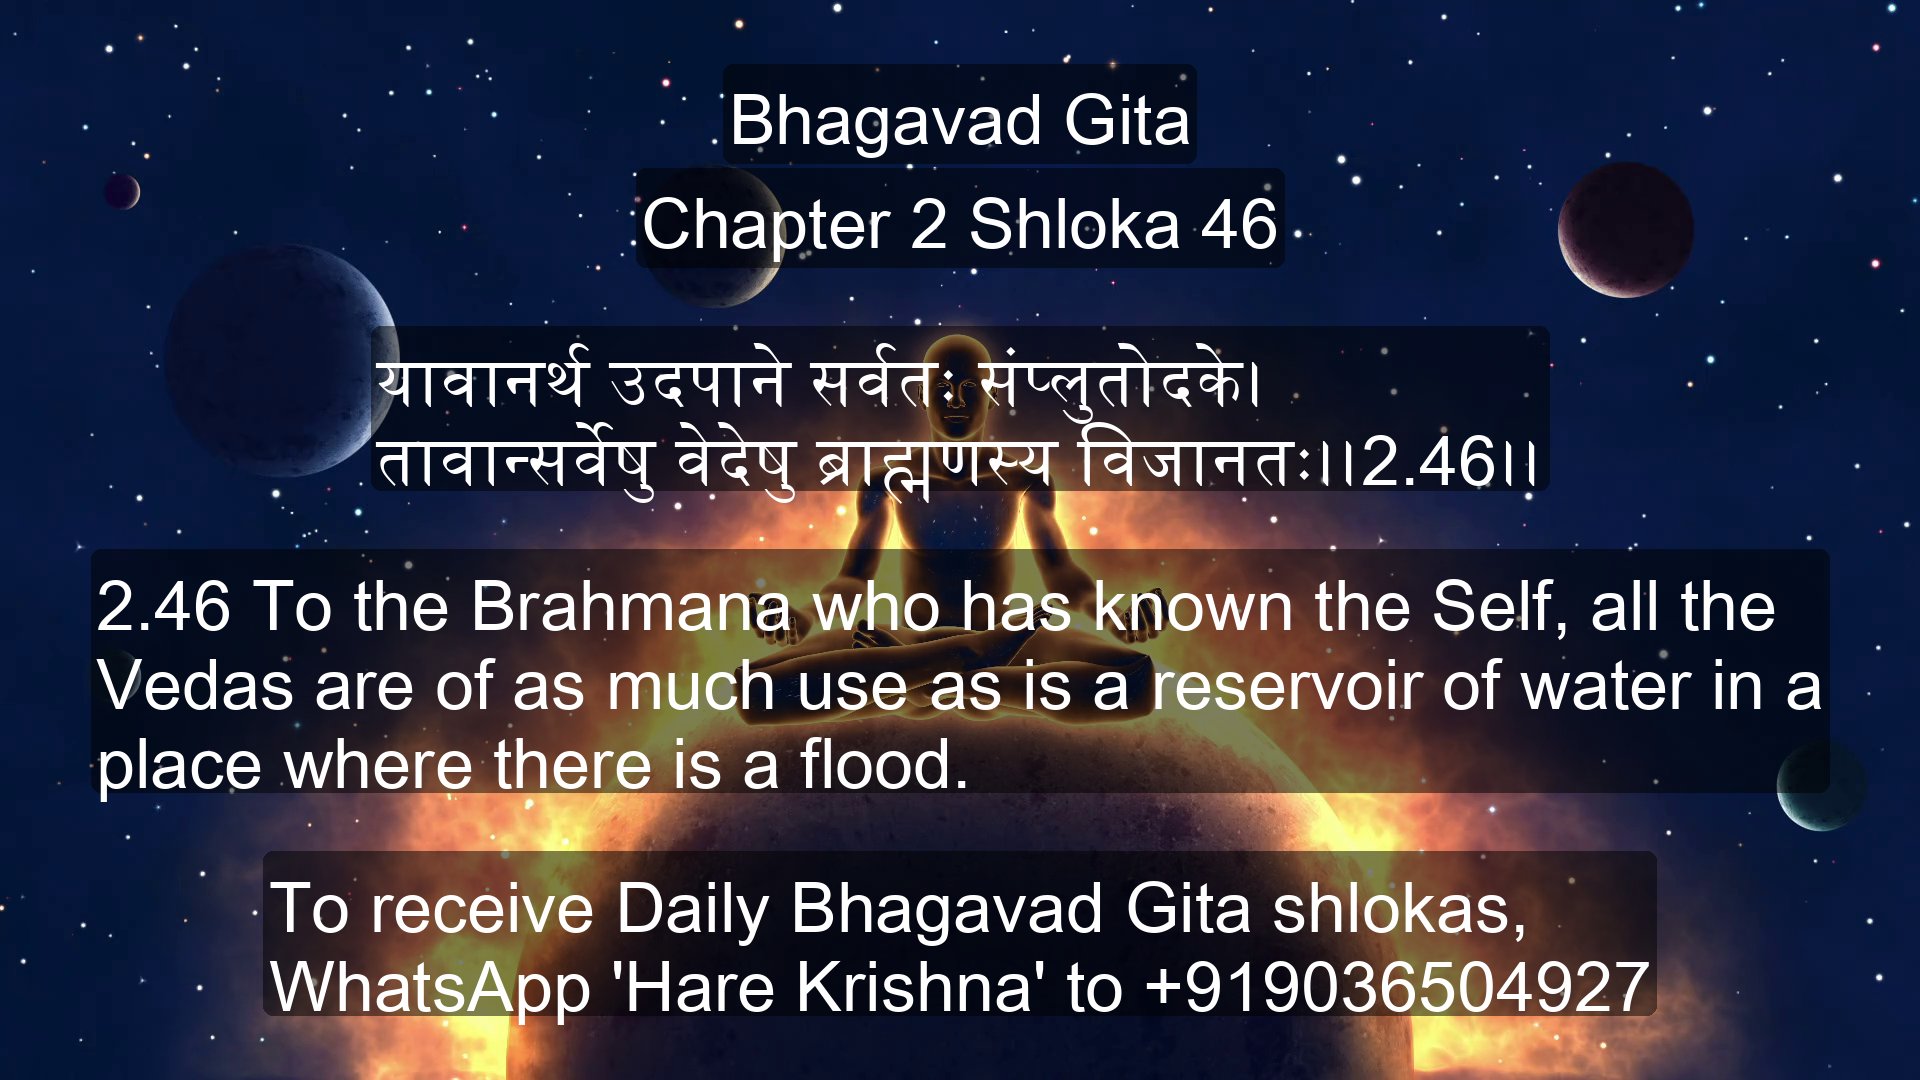 Bhagavad Gita
Chapter 2 Shloka 46
यावानर्थ उदपाने सर्वतः संप्लुतोदके।
तावान्सर्वेषु वेदेषु ब्राह्मणस्य विजानतः।।2.46।।
2.46 To the Brahmana who has known the Self, all the
Vedas are of as much use as is a reservoir of water in a
place where there is a flood.
To receive Daily Bhagavad Gita shlokas,
WhatsApp 'Hare Krishna' to +919036504927